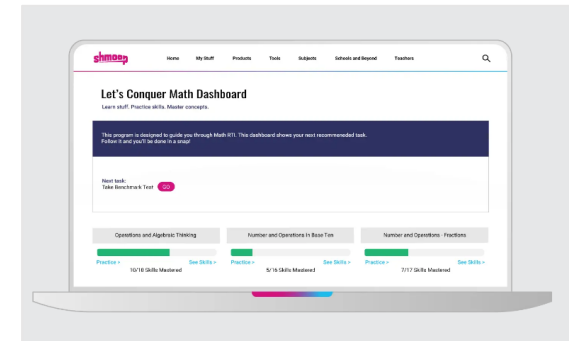 shmoop
Home My Stuff Products Tools Subjects Schools and Beyond Teachers
Let's Conquer Math Dashboard
Learn stuff. Practice skills. Master concepts.
This program is designed to guide you through Math RTI. This dashboard shows your next recommeneded task.
Follow it and you'll be done in a snap!
Next task:
Take Benchmark Test GO
Operations and Algebraic Thinking Number and Operations In Base Ten Number and Operations - Fractions
Practice > See Skills > Practice > See Skills > Practice > See Skills >
10/18 Skills Mastered 5/16 Skills Mastered 7/17 Skills Mastered